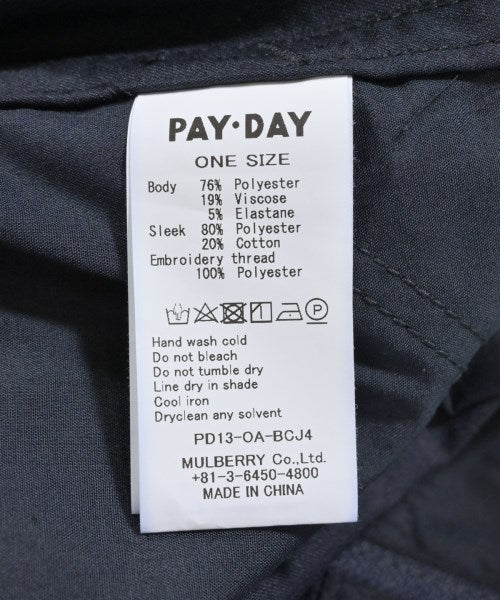 PAY·DAY
ONE SIZE
Body 76% Polyester
19% Viscose
5% Elastane
Sleek 80% Polyester
20% Cotton
Embroidery thread
100% Polyester
Hand wash cold
Do not bleach
Do not tumble dry
Line dry in shade
Cool iron
Dryclean any solvent
PD13-OA-BCJ4
MULBERRY Co.,Ltd.
+81-3-6450-4800
MADE IN CHINA